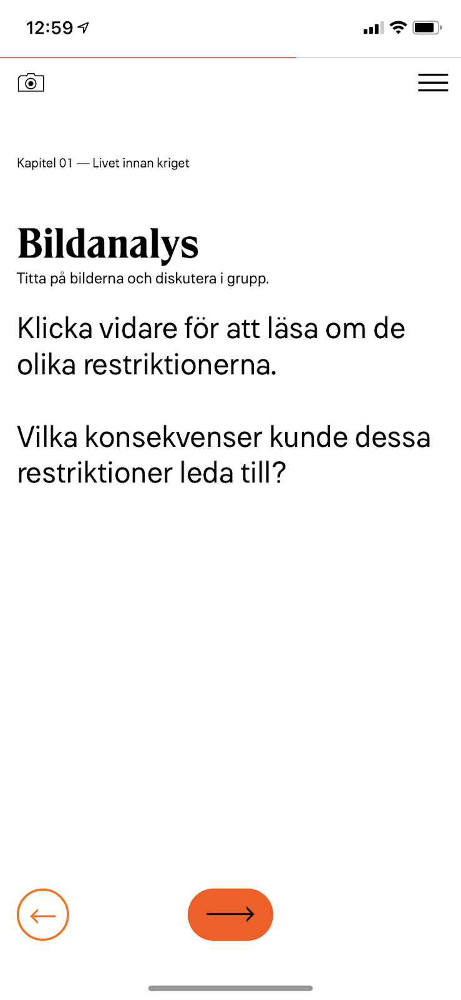 12:59
Kapitel 01 — Livet innan kriget
Bildanalys
Titta på bilderna och diskutera i grupp.
Klicka vidare för att läsa om de
olika restriktionerna.
Vilka konsekvenser kunde dessa
restriktioner leda till?